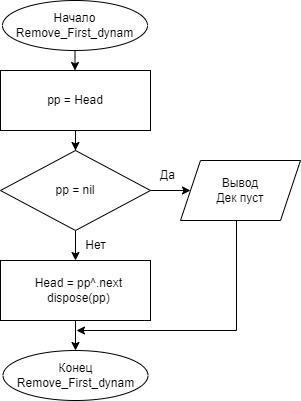 Начало
Remove_First_dynam
pp = Head
pp = nil
Да
Вывод
Дек пуст
Нет
Head = pp^.next
dispose(pp)
Конец
Remove_First_dynam